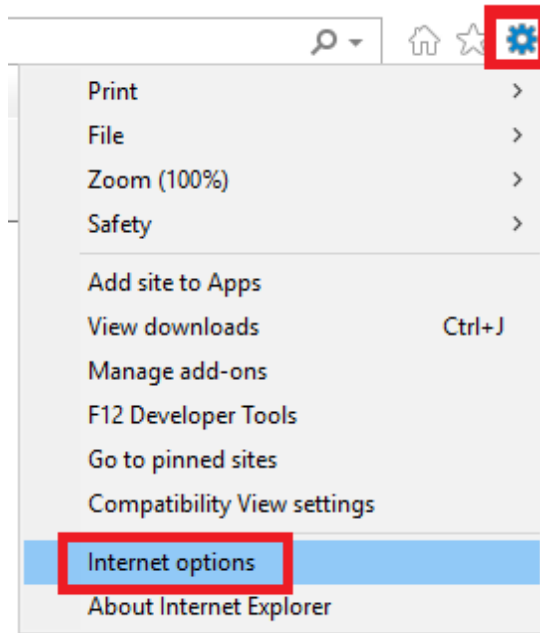 Print
File
Zoom (100%)
Safety
Add site to Apps
View downloads Ctrl+J
Manage add-ons
F12 Developer Tools
Go to pinned sites
Compatibility View settings
Internet options
About Internet Explorer